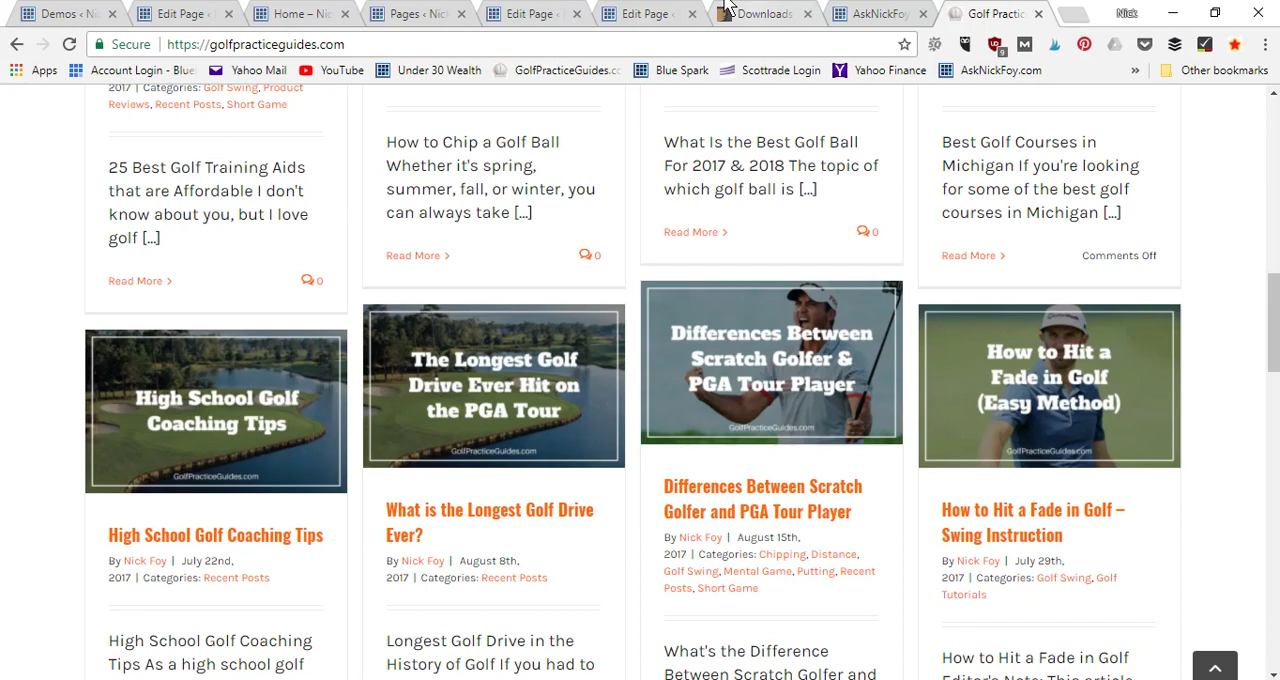 Demos ‹ Ni
Edit Page ‹
Home – Nic
Pages ‹ Nick
Edit Page ‹
Edit Page ‹
Downloads
AskNickFoy
Golf Practic
Nick
Secure
https://golfpracticeguides.com
Apps
Account Login - Blue
Yahoo Mail
YouTube
Under 30 Wealth
GolfPracticeGuides.co
Blue Spark
Scottrade Login
Yahoo Finance
AskNickFoy.com
»
Other bookmarks
2017 | Categories: Golf Swing, Product
Reviews, Recent Posts, Short Game
25 Best Golf Training Aids
that are Affordable I don't
know about you, but I love
golf [...]
Read More >
0
How to Chip a Golf Ball
Whether it's spring,
summer, fall, or winter, you
can always take [...]
Read More >
0
What Is the Best Golf Ball
For 2017 & 2018 The topic of
which golf ball is [...]
Read More >
0
Best Golf Courses in
Michigan If you're looking
for some of the best golf
courses in Michigan [...]
Read More >
Comments Off
High School Golf
Coaching Tips
GolfPracticeGuides.com
High School Golf Coaching Tips
By Nick Foy | July 22nd,
2017 | Categories: Recent Posts
High School Golf Coaching
Tips As a high school golf
The Longest Golf
Drive Ever Hit on
the PGA Tour
GolfPracticeGuides.com
What is the Longest Golf Drive
Ever?
By Nick Foy | August 8th,
2017 | Categories: Recent Posts
Longest Golf Drive in the
History of Golf If you had to
Differences Between
Scratch Golfer &
PGA Tour Player
GolfPracticeGuides.com
Differences Between Scratch
Golfer and PGA Tour Player
By Nick Foy | August 15th,
2017 | Categories: Chipping, Distance,
Golf Swing, Mental Game, Putting, Recent
Posts, Short Game
What's the Difference
Between Scratch Golfer and
How to Hit a
Fade in Golf
(Easy Method)
GolfPracticeGuides.com
How to Hit a Fade in Golf –
Swing Instruction
By Nick Foy | July 29th,
2017 | Categories: Golf Swing, Golf
Tutorials
How to Hit a Fade in Golf
Editor's Note: This article